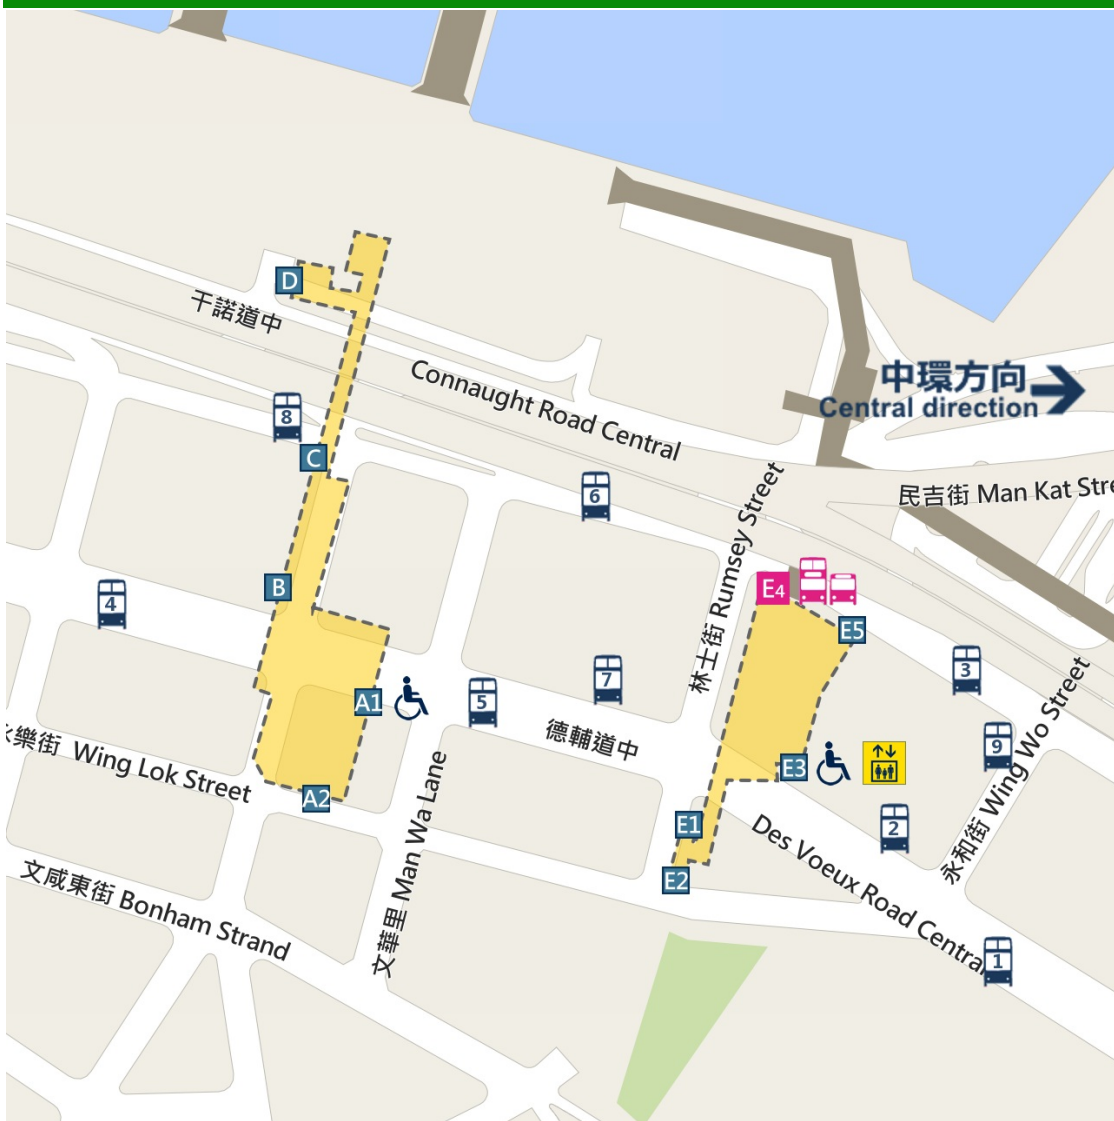 D
干諾道中
Connaught Road Central
中環方向
Central direction
8
C
6
民吉街 Man Kat Stre
林士街 Rumsey Street
B
4
E4
E5
3
A1
5
7
德輔道中
9
永和街 Wing Wo Street
樂街 Wing Lok Street
A2
E3
E1
2
文華里 Man Wa Lane
Des Voeux Road Central
E2
文咸東街 Bonham Strand
1